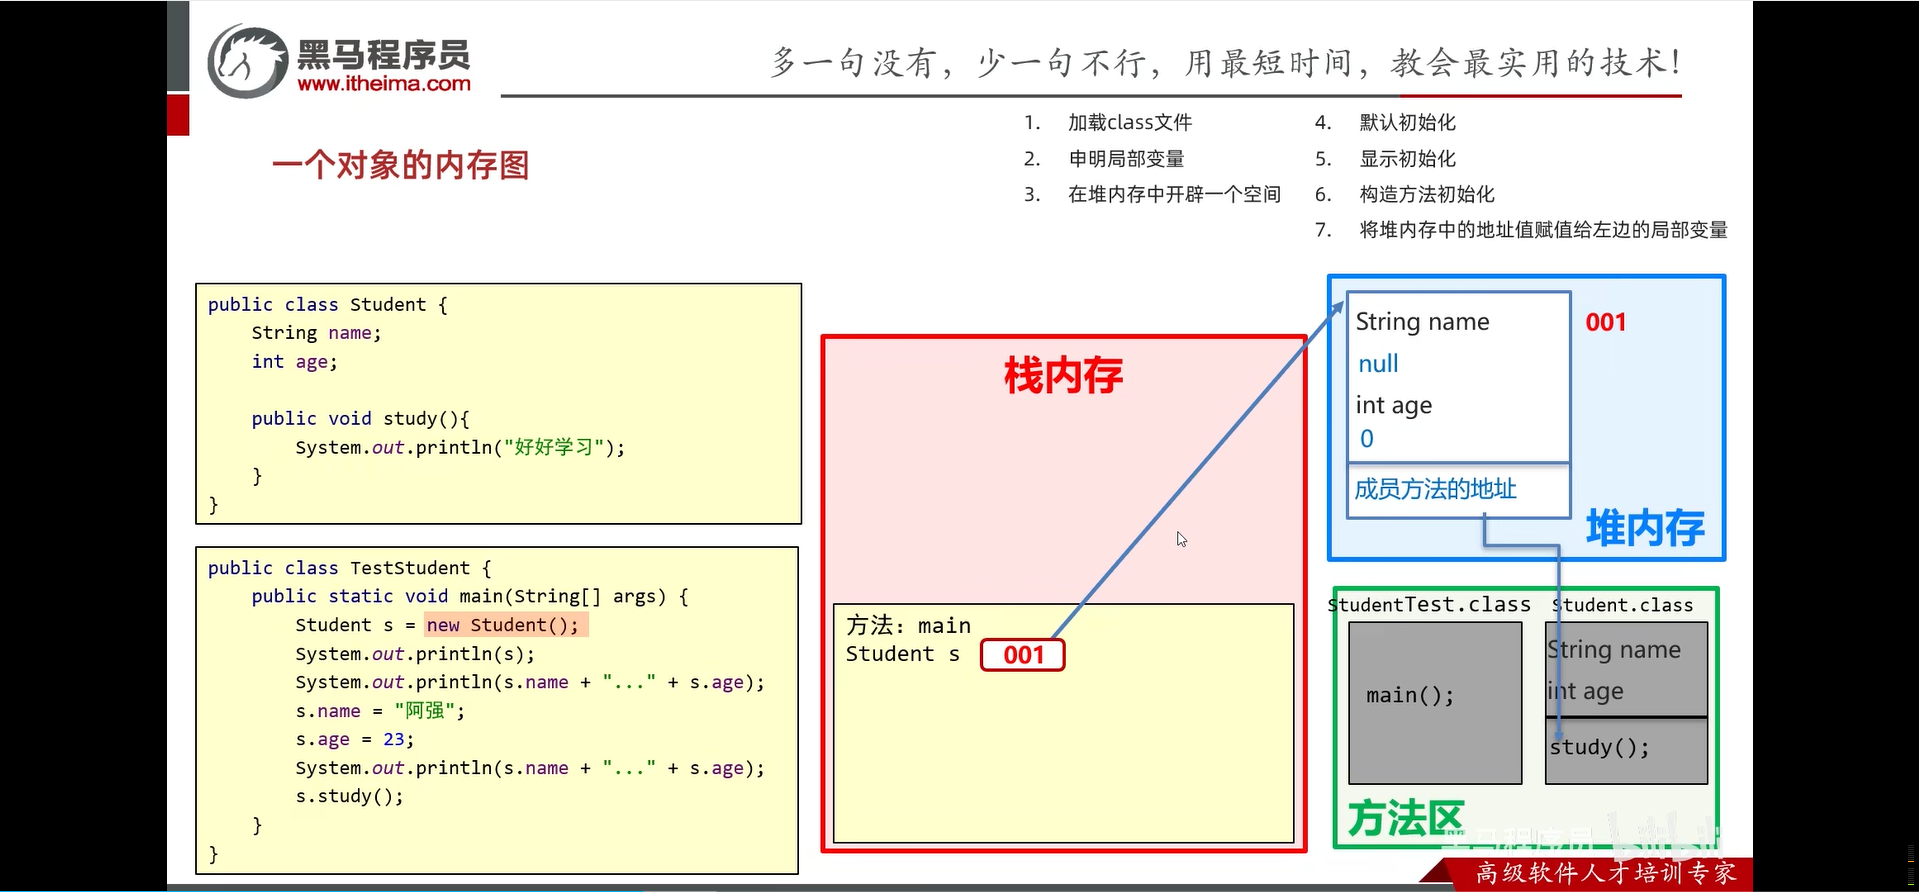 黑马程序员
www.itheima.com
多一句没有，少一句不行，用最短时间，教会最实用的技术！
一个对象的内存图
1. 加载class文件
2. 申明局部变量
3. 在堆内存中开辟一个空间
4. 默认初始化
5. 显示初始化
6. 构造方法初始化
7. 将堆内存中的地址值赋值给左边的局部变量
public class Student {
String name;
int age;
public void study(){
System.out.println("好好学习");
}
}
public class TestStudent {
public static void main(String[] args) {
Student s = new Student();
System.out.println(s);
System.out.println(s.name + "..." + s.age);
s.name = "阿强";
s.age = 23;
System.out.println(s.name + "..." + s.age);
s.study();
}
}
栈内存
方法：main
Student s 001
String name
null
int age
0
成员方法的地址
001
堆内存
StudentTest.class
main();
Student.class
String name
int age
study();
方法区
黑马程序员 bilibili
高级软件人才培训专家